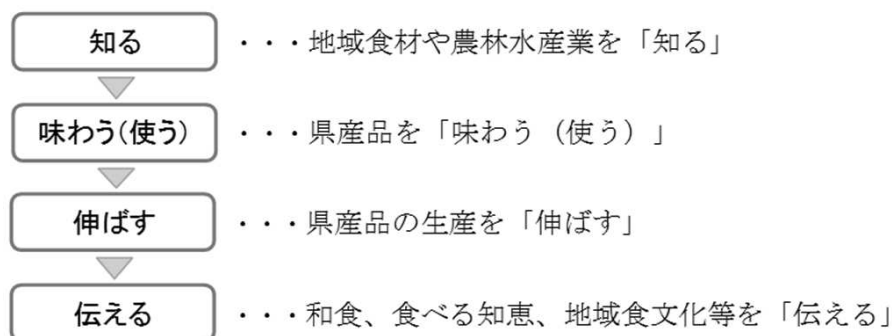 知る ・・・地域食材や農林水産業を「知る」
味わう(使う) ・・・県産品を「味わう（使う）」
伸ばす ・・・県産品の生産を「伸ばす」
伝える ・・・和食、食べる知恵、地域食文化等を「伝える」